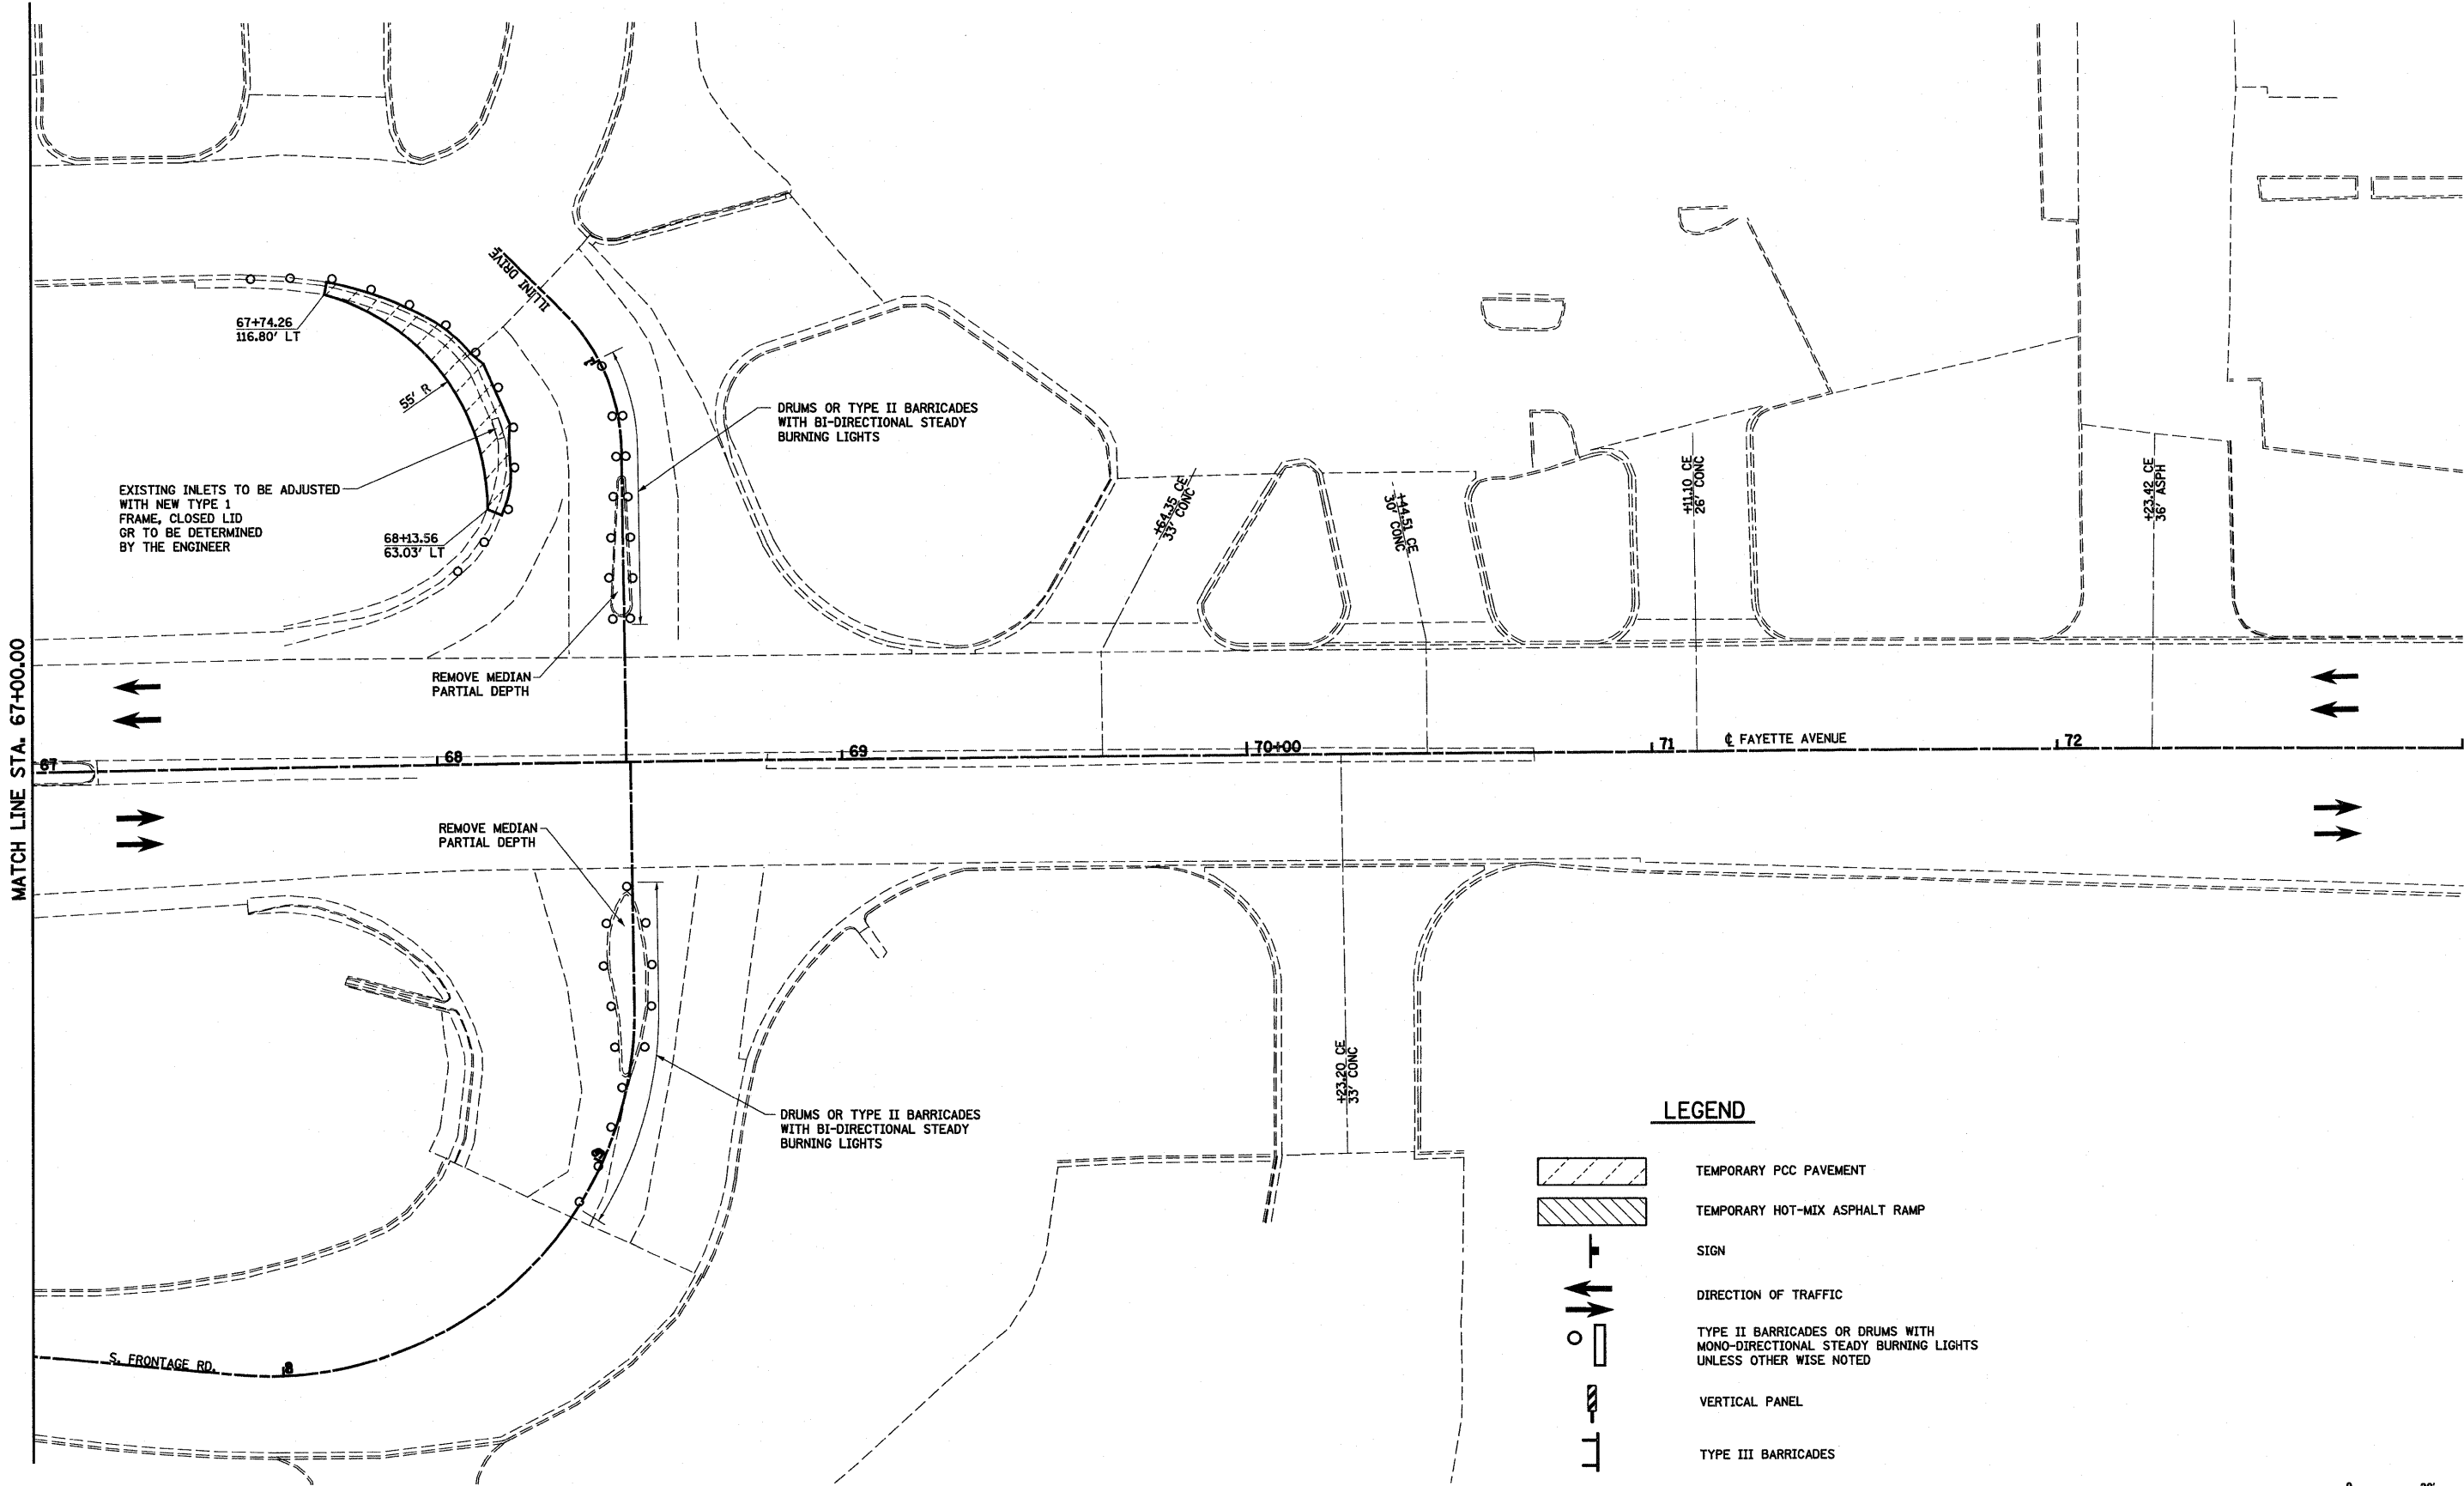 ILLINI DRIVE
67+74.26
116.80' LT
55' R
1
DRUMS OR TYPE II BARRICADES
WITH BI-DIRECTIONAL STEADY
BURNING LIGHTS
EXISTING INLETS TO BE ADJUSTED
WITH NEW TYPE 1
FRAME, CLOSED LID
GR TO BE DETERMINED
BY THE ENGINEER
68+13.56
63.03' LT
+64.35 CE
33' CONC
+44.51 CE
30' CONC
+11.10 CE
26' CONC
+23.42 CE
36' ASPH
MATCH LINE STA. 67+00.00
REMOVE MEDIAN
PARTIAL DEPTH
67
68
69
70+00
71
℄ FAYETTE AVENUE
72
REMOVE MEDIAN
PARTIAL DEPTH
+23.20 CE
33' CONC
DRUMS OR TYPE II BARRICADES
WITH BI-DIRECTIONAL STEADY
BURNING LIGHTS
9
S. FRONTAGE RD.
8
LEGEND
TEMPORARY PCC PAVEMENT
TEMPORARY HOT-MIX ASPHALT RAMP
SIGN
DIRECTION OF TRAFFIC
TYPE II BARRICADES OR DRUMS WITH
MONO-DIRECTIONAL STEADY BURNING LIGHTS
UNLESS OTHER WISE NOTED
VERTICAL PANEL
TYPE III BARRICADES